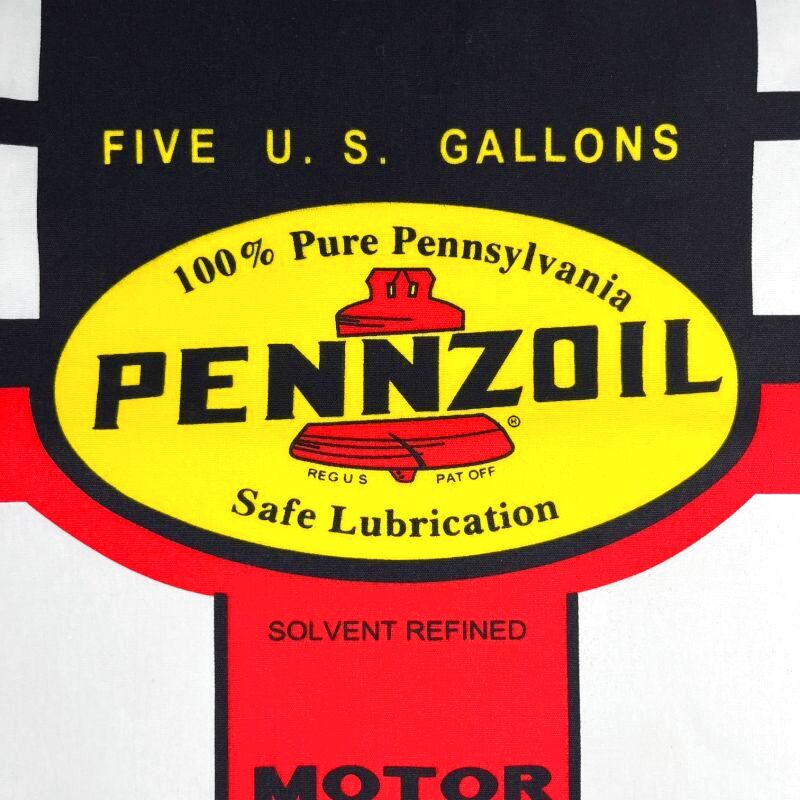 FIVE U. S. GALLONS
100% Pure Pennsylvania
PENNZOIL
®
REG U S PAT OFF
Safe Lubrication
SOLVENT REFINED
MOTOR